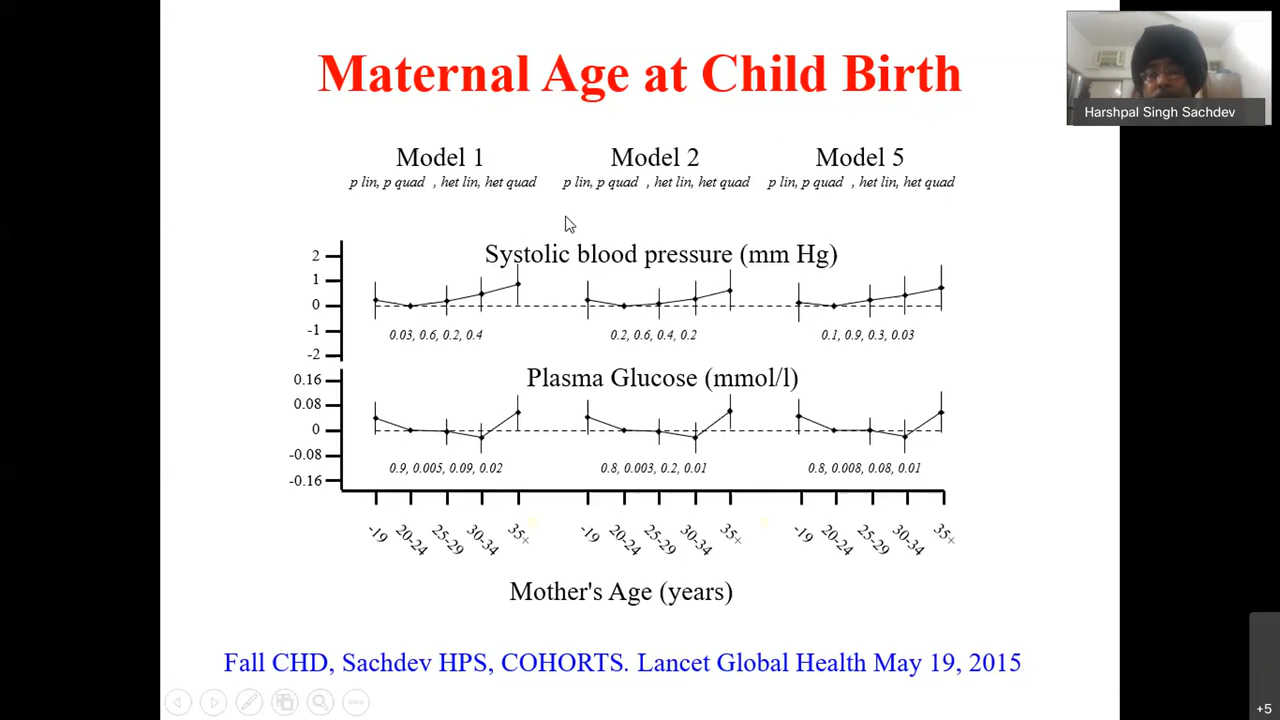 Maternal Age at Child Birth
Harshpal Singh Sachdev
Model 1 Model 2 Model 5
p lin, p quad , het lin, het quad p lin, p quad , het lin, het quad p lin, p quad , het lin, het quad
Systolic blood pressure (mm Hg)
2
1
0
-1
-2
0.03, 0.6, 0.2, 0.4 0.2, 0.6, 0.4, 0.2 0.1, 0.9, 0.3, 0.03
Plasma Glucose (mmol/l)
0.16
0.08
0
-0.08
-0.16
0.9, 0.005, 0.09, 0.02 0.8, 0.003, 0.2, 0.01 0.8, 0.008, 0.08, 0.01
-19 20-24 25-29 30-34 35+ -19 20-24 25-29 30-34 35+ -19 20-24 25-29 30-34 35+
Mother's Age (years)
Fall CHD, Sachdev HPS, COHORTS. Lancet Global Health May 19, 2015
+5